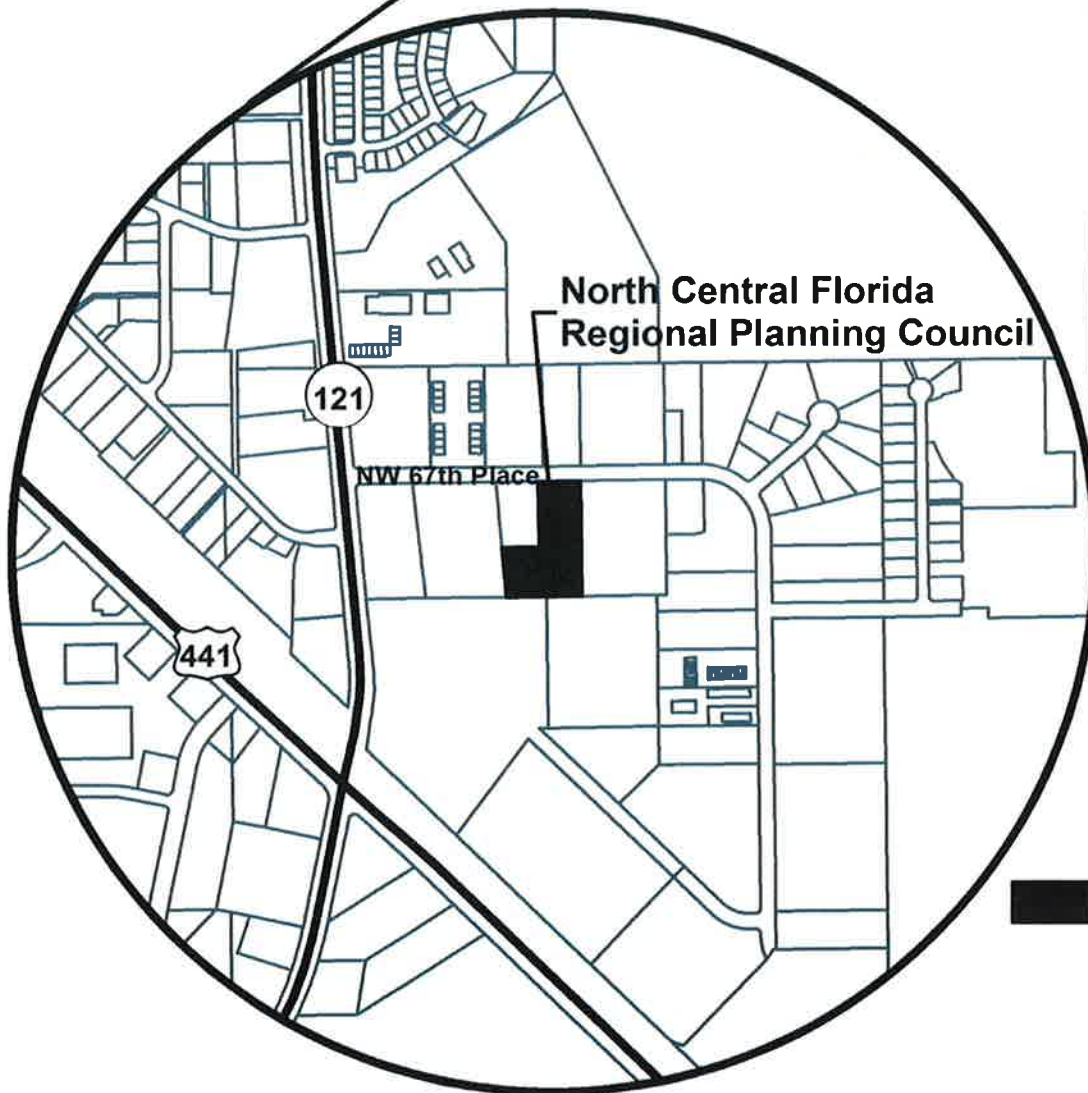 North Central Florida
Regional Planning Council
121
NW 67th Place
441